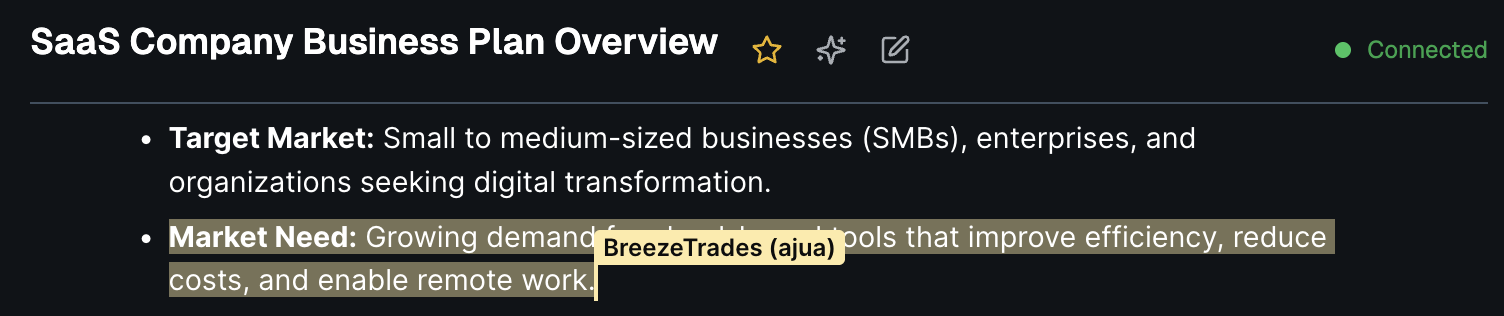 SaaS Company Business Plan Overview
Connected
• Target Market: Small to medium-sized businesses (SMBs), enterprises, and
organizations seeking digital transformation.
• Market Need: Growing demand tools that improve efficiency, reduce
BreezeTrades (ajua)
costs, and enable remote work.